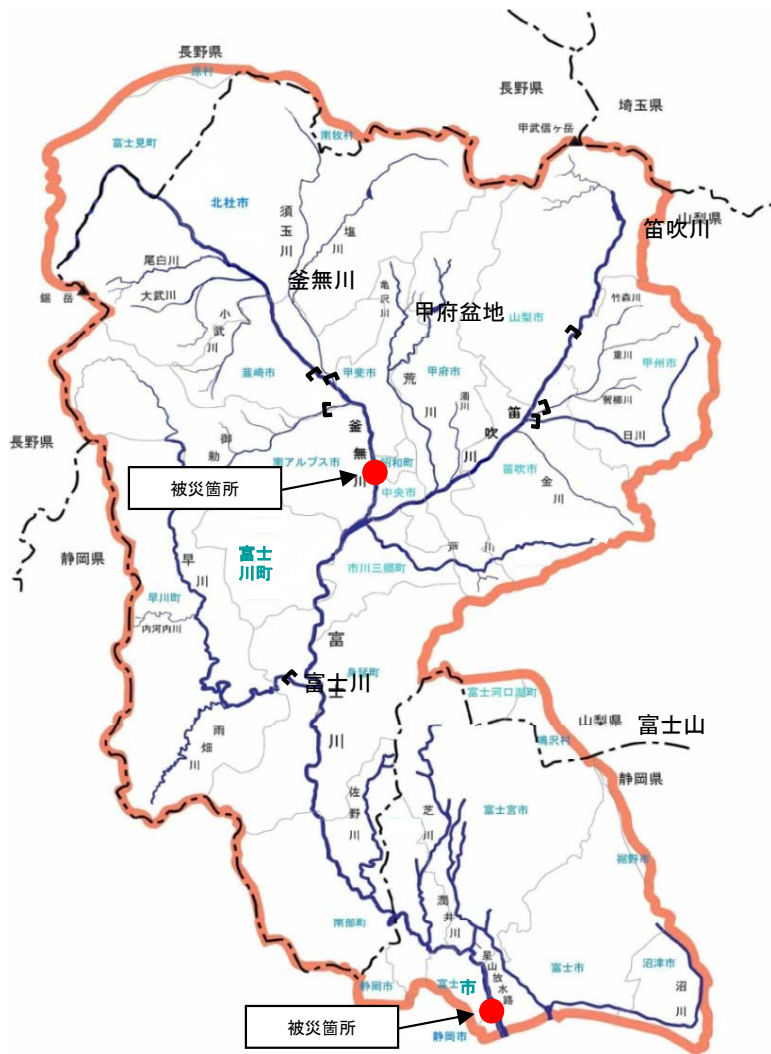 長野県
原村
長野県
埼玉県
甲武信ヶ岳
富士見町
南牧村
北杜市
須玉川
塩川
山梨県
笛吹川
尾白川
釜無川
大武川
亀沢川
鋸岳
甲府盆地
山梨市
竹森川
小武川
重川
甲州市
韮崎市
甲斐市
荒川
甲府市
濁川
鬢櫛川
笛吹川
日川
御勅
釜無川
長野県
南アルプス市
昭和町
笛吹市
金川
被災箇所
中央市
静岡県
早川
富士
川町
芦川
市川三郷町
早川町
内河内川
富士川
身延町
富士川
富士河口湖町
山梨県
富士山
鳴沢村
雨畑川
静岡県
佐野川
芝川
富士宮市
裾野市
潤井川
南部町
星山放水路
静岡市
富士市
富士市
沼津市
沼川
被災箇所
静岡市